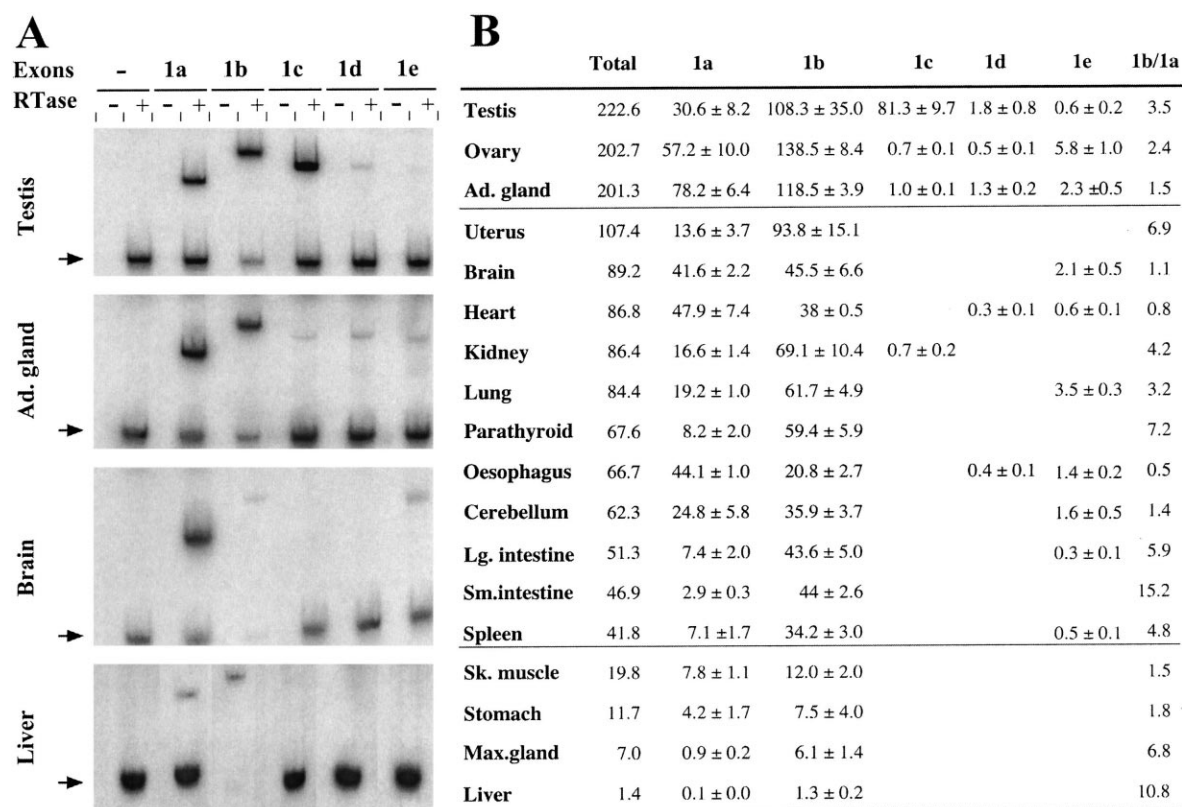 A
Exons - 1a 1b 1c 1d 1e
RTase - + - + - + - + - + - +
Testis
Ad. gland
Brain
Liver
B
Total 1a 1b 1c 1d 1e 1b/1a
Testis 222.6 30.6 ± 8.2 108.3 ± 35.0 81.3 ± 9.7 1.8 ± 0.8 0.6 ± 0.2 3.5
Ovary 202.7 57.2 ± 10.0 138.5 ± 8.4 0.7 ± 0.1 0.5 ± 0.1 5.8 ± 1.0 2.4
Ad. gland 201.3 78.2 ± 6.4 118.5 ± 3.9 1.0 ± 0.1 1.3 ± 0.2 2.3 ±0.5 1.5
Uterus 107.4 13.6 ± 3.7 93.8 ± 15.1 6.9
Brain 89.2 41.6 ± 2.2 45.5 ± 6.6 2.1 ± 0.5 1.1
Heart 86.8 47.9 ± 7.4 38 ± 0.5 0.3 ± 0.1 0.6 ± 0.1 0.8
Kidney 86.4 16.6 ± 1.4 69.1 ± 10.4 0.7 ± 0.2 4.2
Lung 84.4 19.2 ± 1.0 61.7 ± 4.9 3.5 ± 0.3 3.2
Parathyroid 67.6 8.2 ± 2.0 59.4 ± 5.9 7.2
Oesophagus 66.7 44.1 ± 1.0 20.8 ± 2.7 0.4 ± 0.1 1.4 ± 0.2 0.5
Cerebellum 62.3 24.8 ± 5.8 35.9 ± 3.7 1.6 ± 0.5 1.4
Lg. intestine 51.3 7.4 ± 2.0 43.6 ± 5.0 0.3 ± 0.1 5.9
Sm.intestine 46.9 2.9 ± 0.3 44 ± 2.6 15.2
Spleen 41.8 7.1 ±1.7 34.2 ± 3.0 0.5 ± 0.1 4.8
Sk. muscle 19.8 7.8 ± 1.1 12.0 ± 2.0 1.5
Stomach 11.7 4.2 ± 1.7 7.5 ± 4.0 1.8
Max.gland 7.0 0.9 ± 0.2 6.1 ± 1.4 6.8
Liver 1.4 0.1 ± 0.0 1.3 ± 0.2 10.8